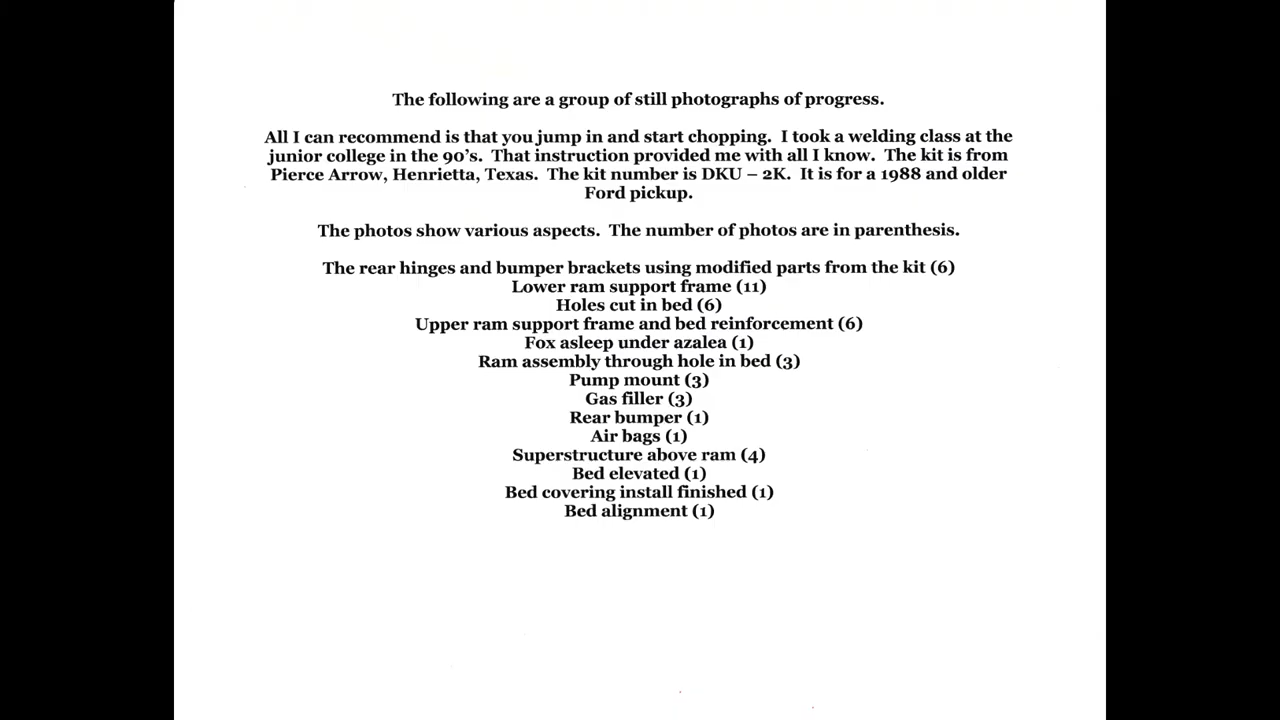 The following are a group of still photographs of progress.
All I can recommend is that you jump in and start chopping.  I took a welding class at the
junior college in the 90's.  That instruction provided me with all I know.  The kit is from
Pierce Arrow, Henrietta, Texas.  The kit number is DKU – 2K.  It is for a 1988 and older
Ford pickup.
The photos show various aspects.  The number of photos are in parenthesis.
The rear hinges and bumper brackets using modified parts from the kit (6)
Lower ram support frame (11)
Holes cut in bed (6)
Upper ram support frame and bed reinforcement (6)
Fox asleep under azalea (1)
Ram assembly through hole in bed (3)
Pump mount (3)
Gas filler (3)
Rear bumper (1)
Air bags (1)
Superstructure above ram (4)
Bed elevated (1)
Bed covering install finished (1)
Bed alignment (1)